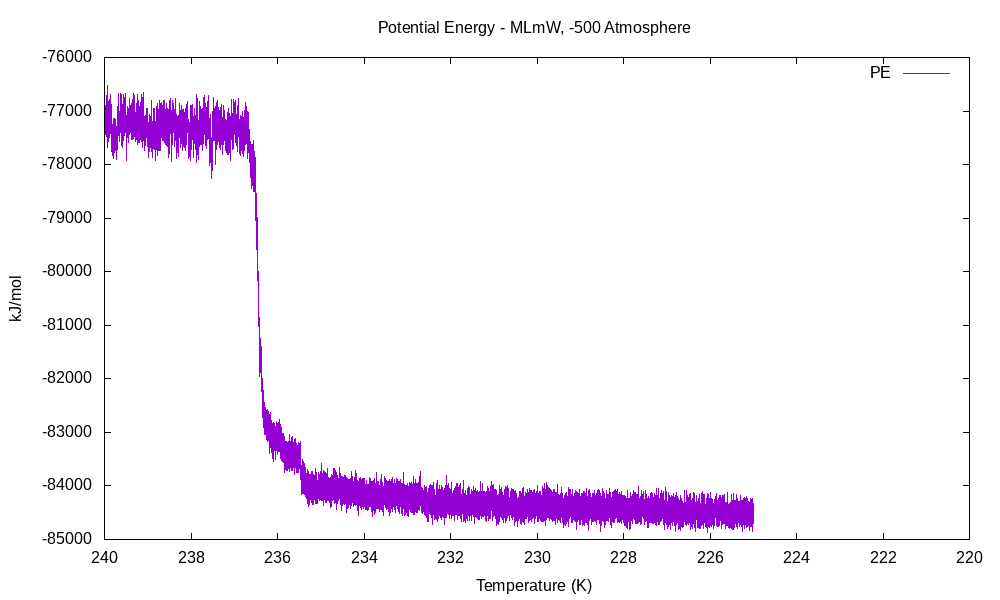 Potential Energy - MLmW, -500 Atmosphere
PE
-76000
-77000
-78000
-79000
-80000
-81000
-82000
-83000
-84000
-85000
kJ/mol
240 238 236 234 232 230 228 226 224 222 220
Temperature (K)